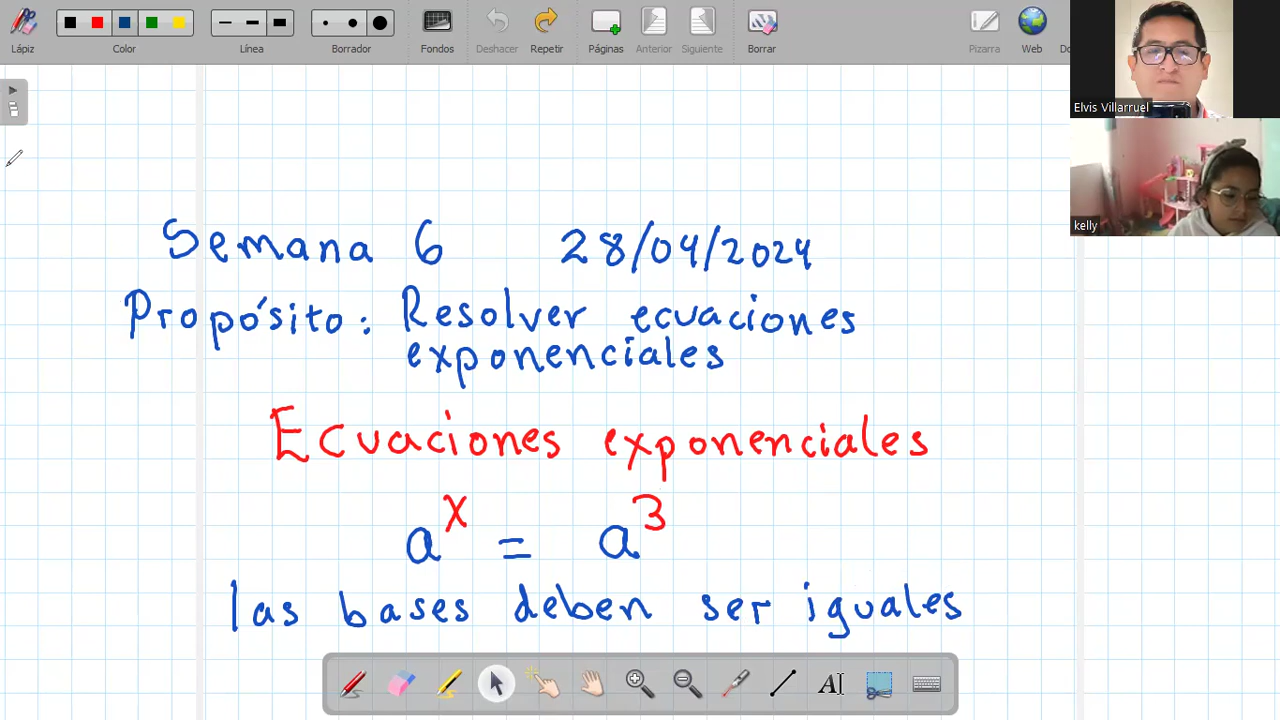 Lápiz Color Línea Borrador Fondos Deshacer Repetir Páginas Anterior Siguiente Borrar Pizarra Web
Elvis Villarruel
kelly
Semana 6 28/04/2024
Propósito: Resolver ecuaciones
exponenciales
Ecuaciones exponenciales
a^x = a^3
las bases deben ser iguales